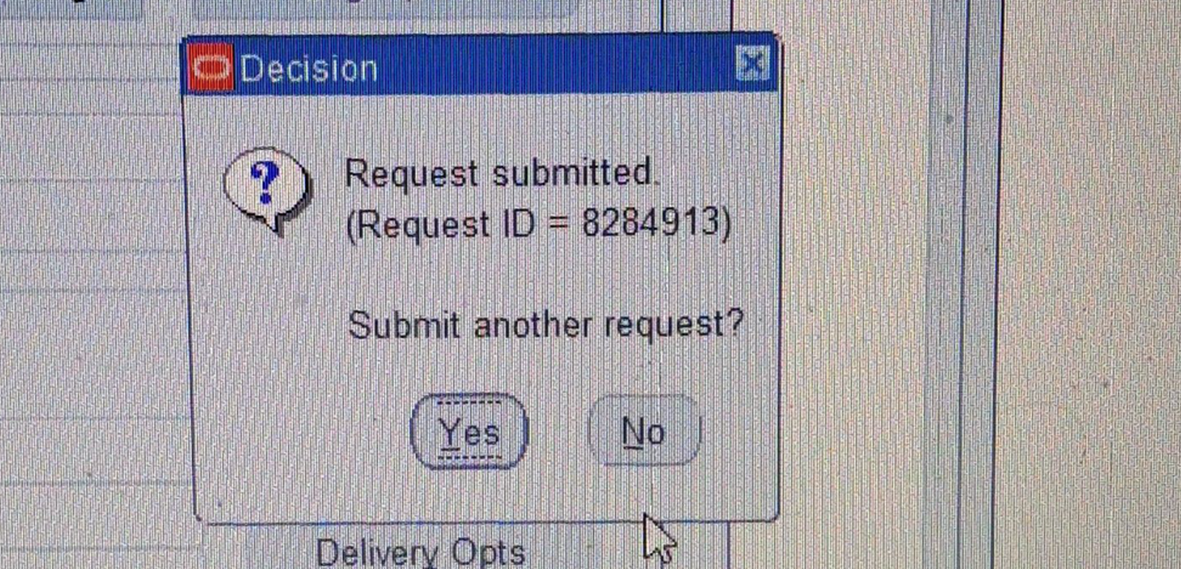 Decision
Request submitted.
(Request ID = 8284913)
Submit another request?
Yes
No
Delivery Opts